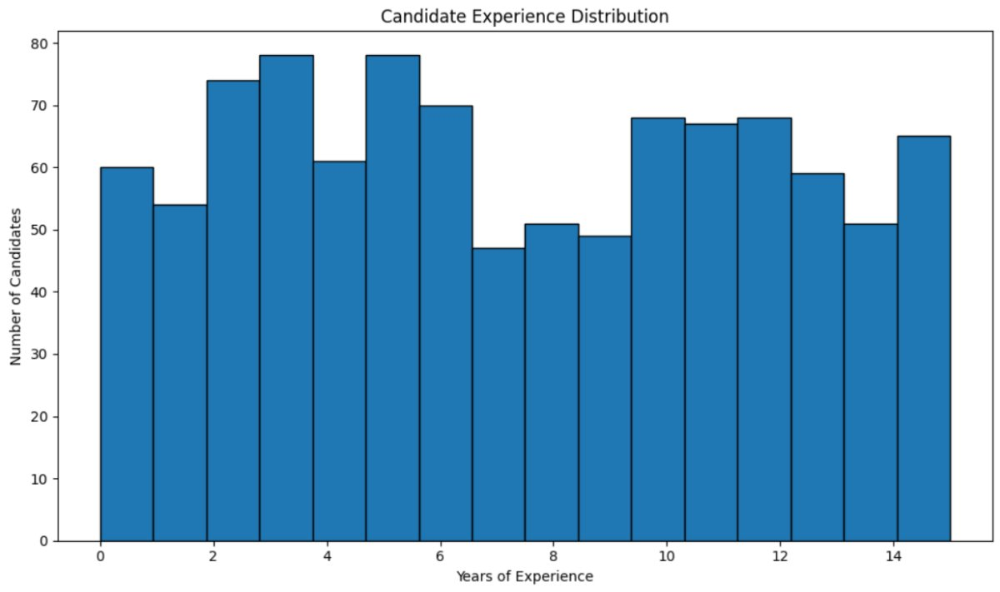 Candidate Experience Distribution
80
70
60
50
40
30
20
10
0
Number of Candidates
0 2 4 6 8 10 12 14
Years of Experience